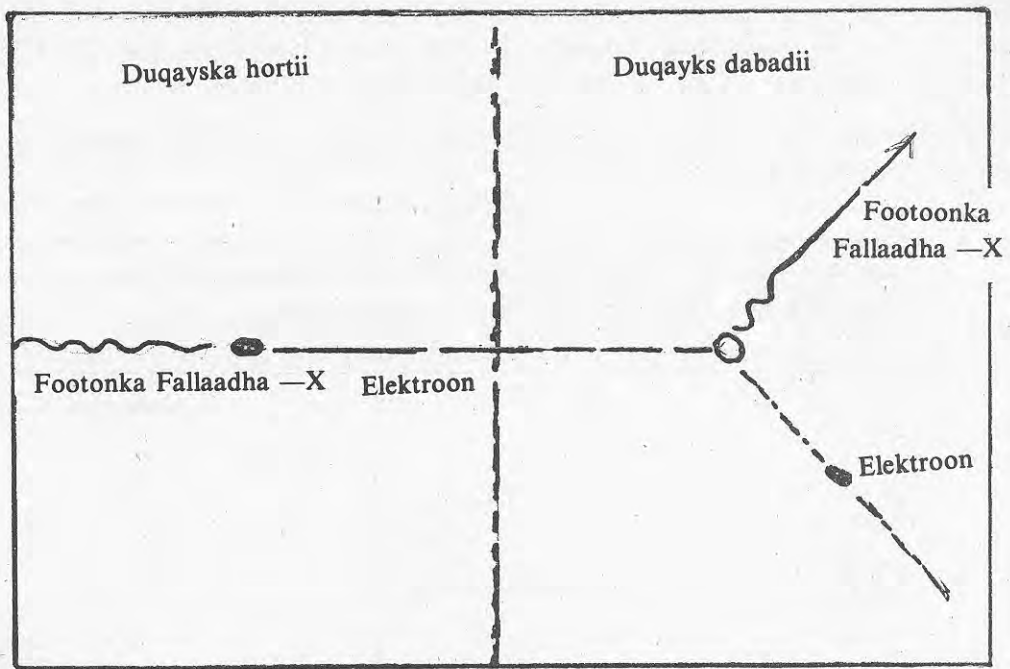 Duqayska hortii
Footonka Fallaadha —X
Elektroon
Duqayks dabadii
Footoonka
Fallaadha —X
Elektroon